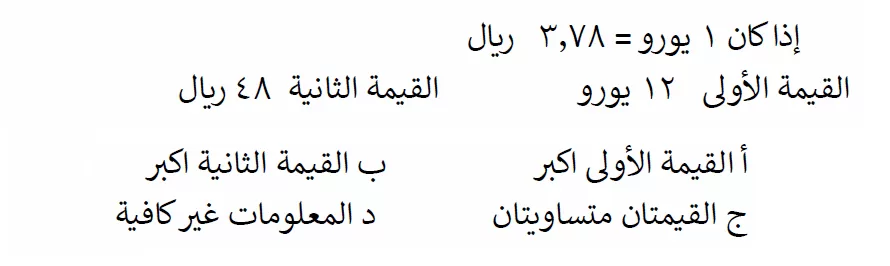 إذا كان ١ يورو = ٣,٧٨ ريال
القيمة الأولى ١٢ يورو القيمة الثانية ٤٨ ريال
أ القيمة الأولى اكبر ب القيمة الثانية اكبر
ج القيمتان متساويتان د المعلومات غير كافية